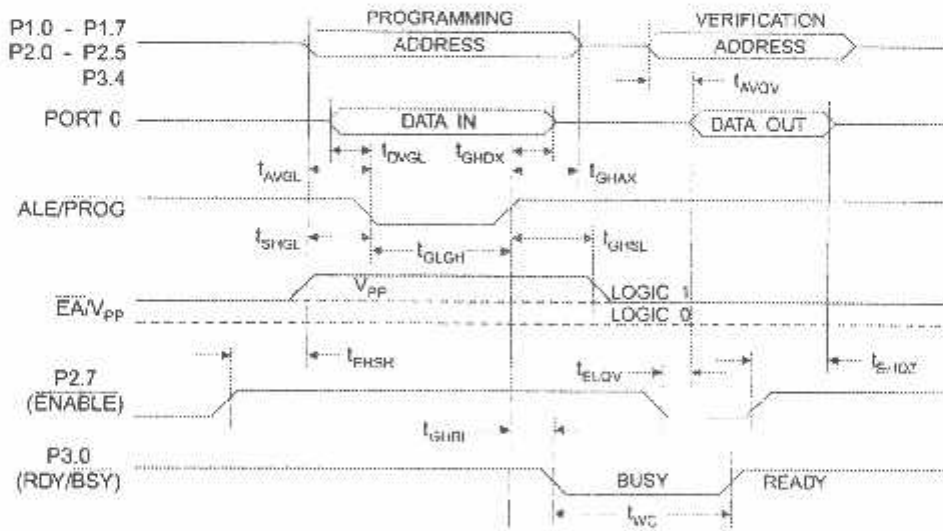 PROGRAMMING
VERIFICATION
P1.0 - P1.7
P2.0 - P2.5
P3.4
ADDRESS
ADDRESS
tAVQV
PORT 0
DATA IN
DATA OUT
tDVGL
tGHDX
tAVGL
tGHAX
ALE/PROG
tSHGL
tGLGH
tGHSL
VPP
EA/VPP
LOGIC 1
LOGIC 0
tEHSH
tELQV
tEHQZ
P2.7
(ENABLE)
tGHBL
P3.0
(RDY/BSY)
BUSY
READY
tWC